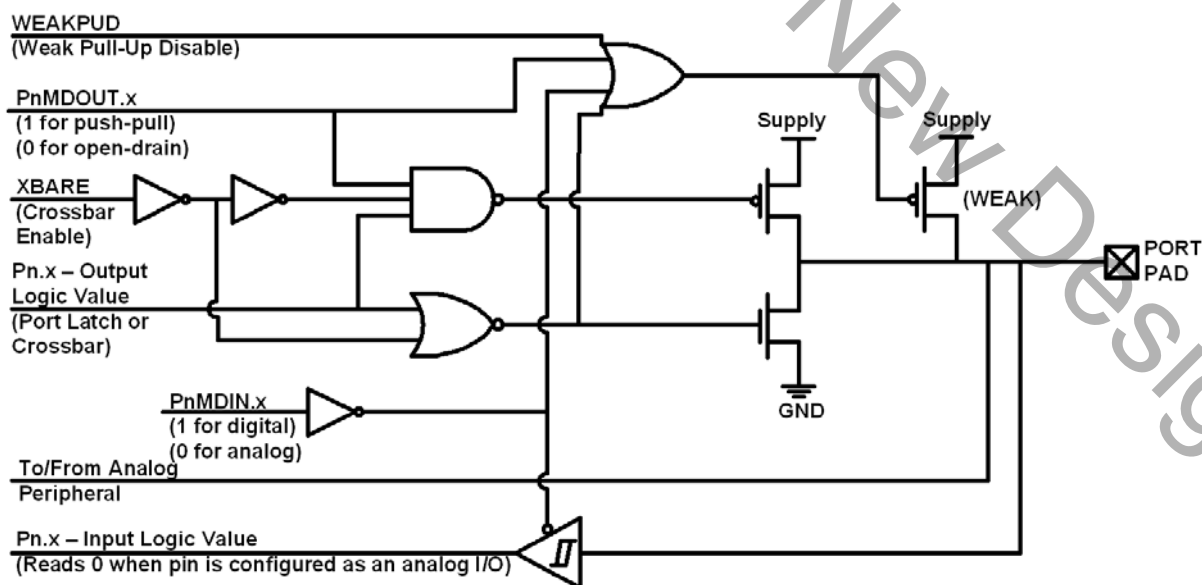 WEAKPUD
(Weak Pull-Up Disable)
PnMDOUT.x
(1 for push-pull)
(0 for open-drain)
XBARE
(Crossbar
Enable)
Pn.x – Output
Logic Value
(Port Latch or
Crossbar)
PnMDIN.x
(1 for digital)
(0 for analog)
To/From Analog
Peripheral
Pn.x – Input Logic Value
(Reads 0 when pin is configured as an analog I/O)
Supply
Supply
(WEAK)
GND
PORT
PAD
New Desig